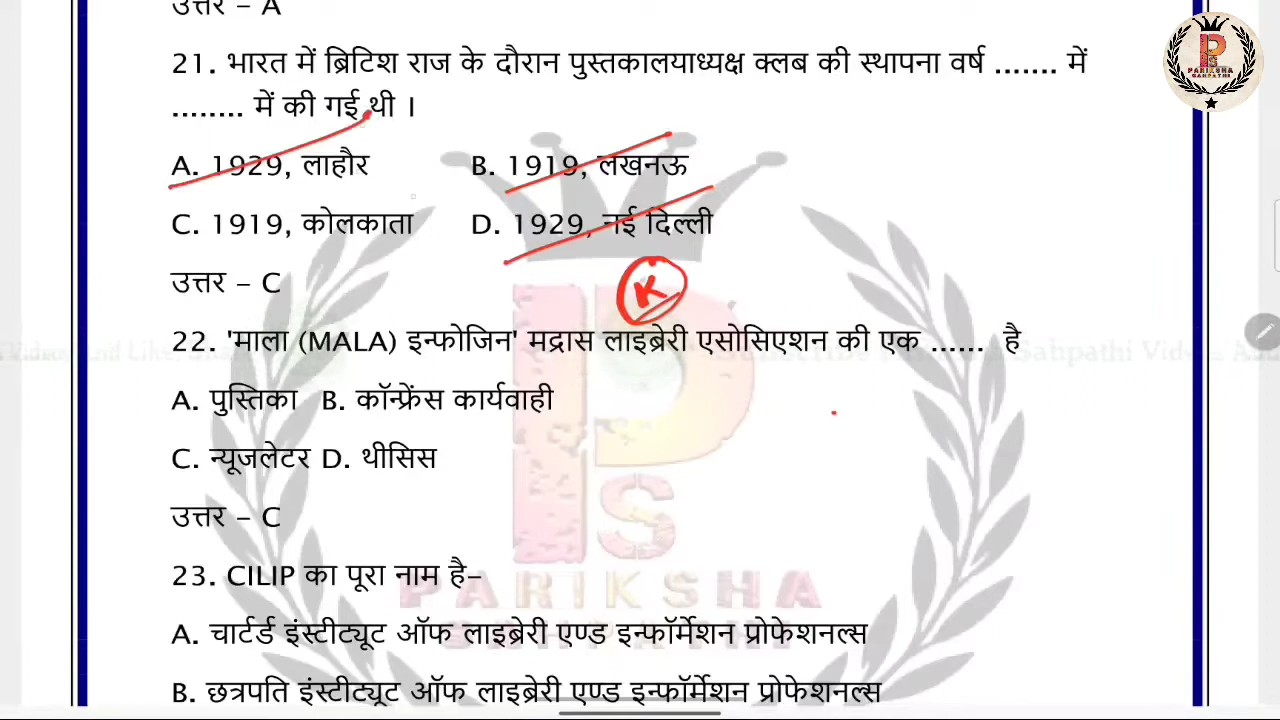 उत्तर – A
21. भारत में ब्रिटिश राज के दौरान पुस्तकालयाध्यक्ष क्लब की स्थापना वर्ष ....... में
........ में की गई थी ।
A. 1929, लाहौर B. 1919, लखनऊ
C. 1919, कोलकाता D. 1929, नई दिल्ली
उत्तर – C
K
22. 'माला (MALA) इन्फोजिन' मद्रास लाइब्रेरी एसोसिएशन की एक ....... है
A. पुस्तिका B. कॉन्फ्रेंस कार्यवाही
C. न्यूजलेटर D. थीसिस
उत्तर – C
23. CILIP का पूरा नाम है–
A. चार्टर्ड इंस्टीट्यूट ऑफ लाइब्रेरी एण्ड इन्फॉर्मेशन प्रोफेशनल्स
B. छत्रपति इंस्टीट्यूट ऑफ लाइब्रेरी एण्ड इन्फॉर्मेशन प्रोफेशनल्स
PARIKSHA
PARIKSHA